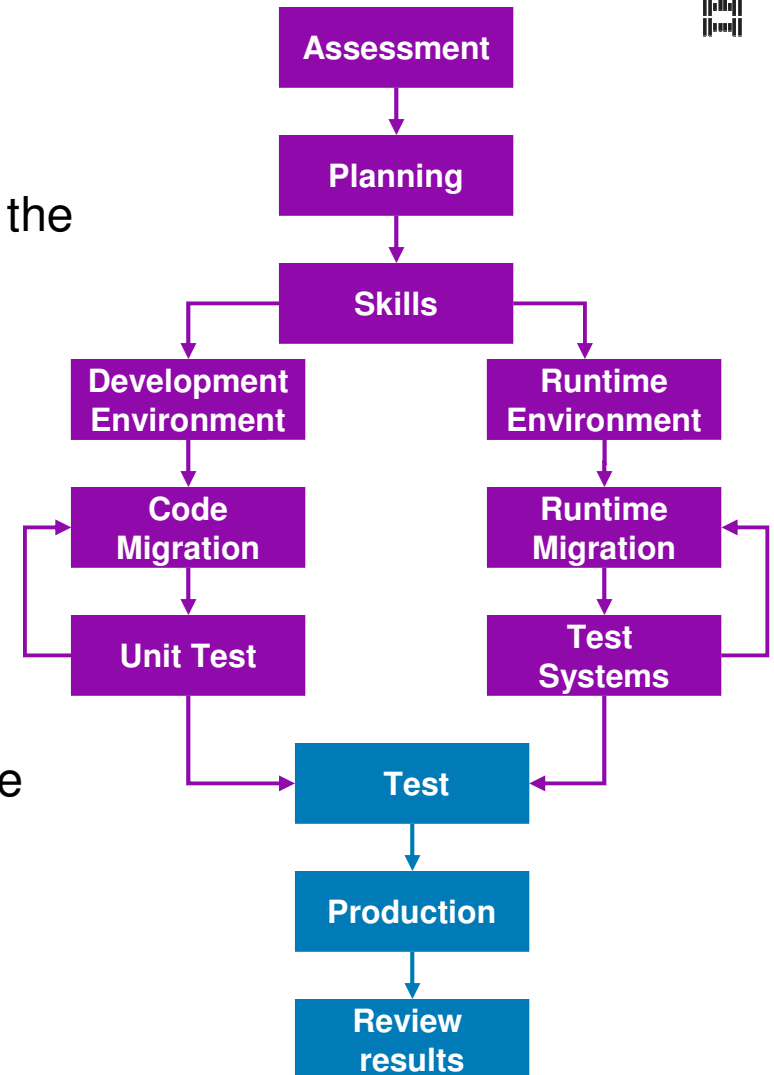 Assessment
Planning
the
Skills
Development
Environment
Runtime
Environment
Code
Migration
Runtime
Migration
Unit Test
Test
Systems
e
Test
Production
Review
results